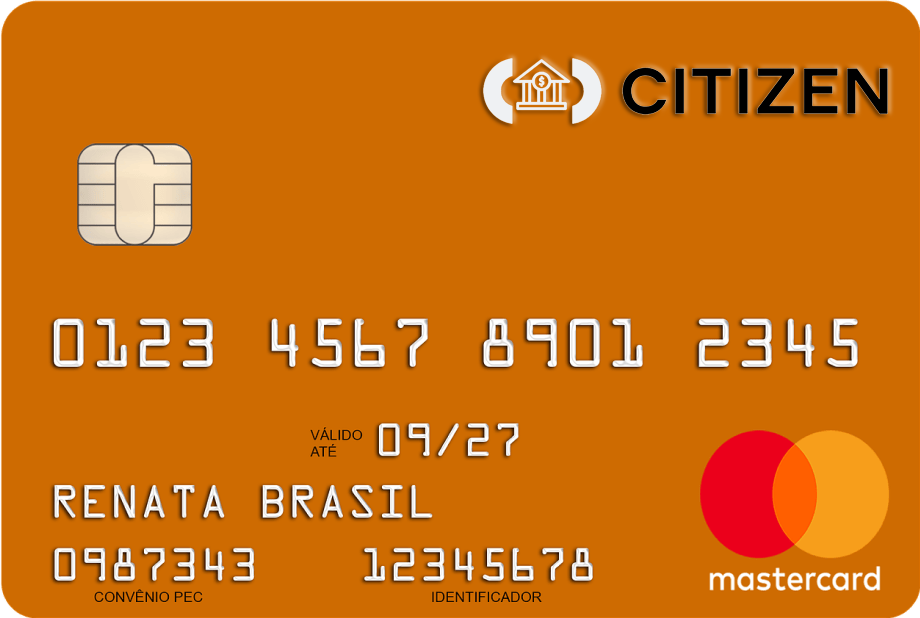 CITIZEN
0123 4567 8901 2345
VÁLIDO
ATÉ 09/27
RENATA BRASIL
0987343 12345678
CONVÊNIO PEC IDENTIFICADOR
mastercard